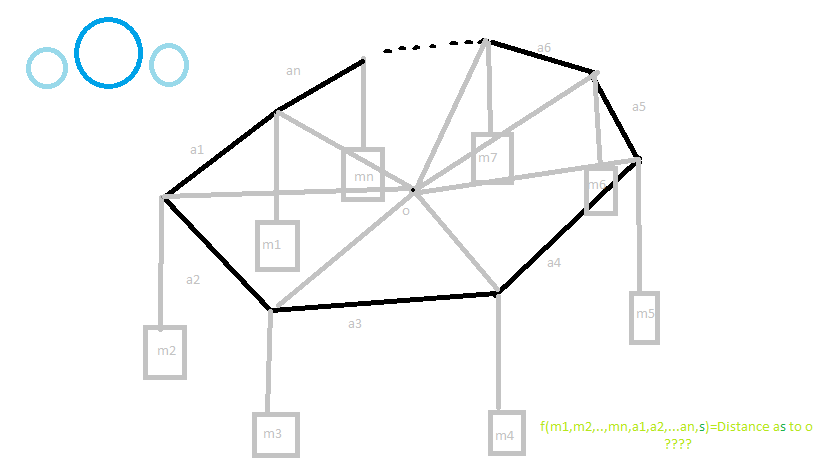 a6
an
a5
a1
m7
mn
m6
o
m1
a4
a2
m5
a3
m2
m3
m4
f(m1,m2,..,mn,a1,a2,...an,s)=Distance as to o
????